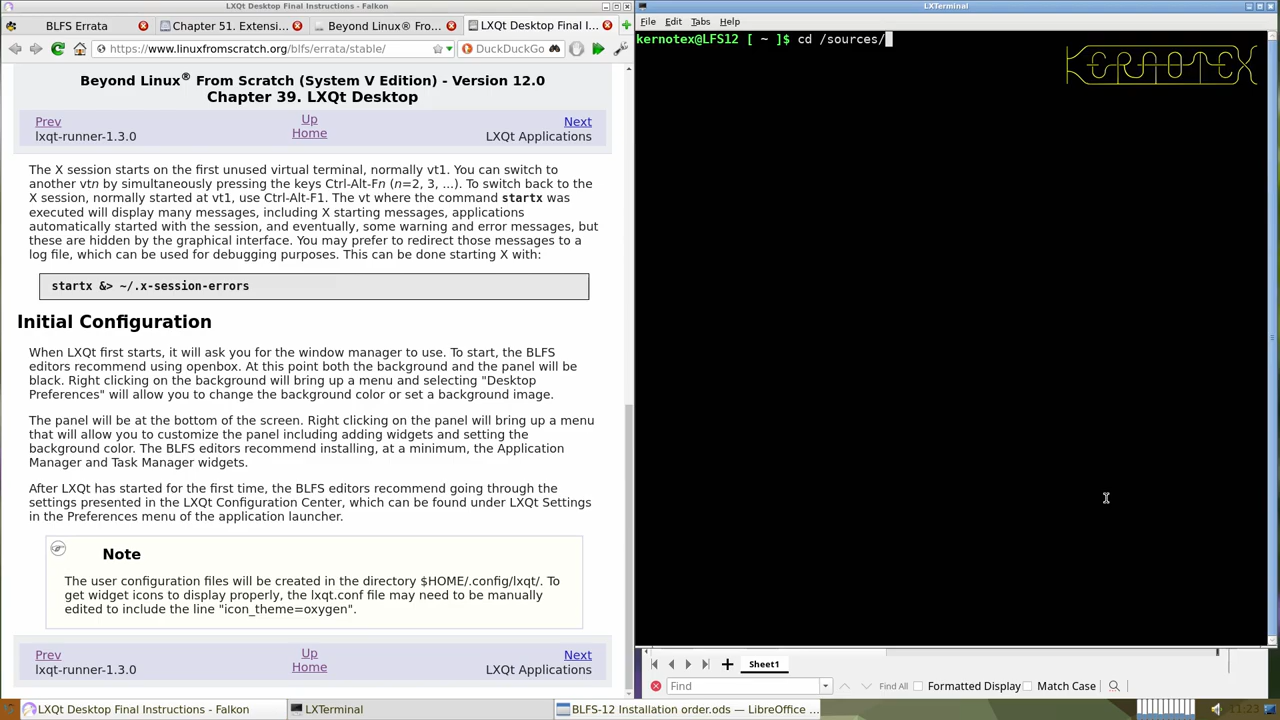 LXQt Desktop Final Instructions - Falkon
BLFS Errata
Chapter 51. Extensi...
Beyond Linux® Fro...
LXQt Desktop Final I...
https://www.linuxfromscratch.org/blfs/errata/stable/
DuckDuckGo
Beyond Linux® From Scratch (System V Edition) - Version 12.0
Chapter 39. LXQt Desktop
Prev
Up
Next
lxqt-runner-1.3.0
Home
LXQt Applications
The X session starts on the first unused virtual terminal, normally vt1. You can switch to
another vtn by simultaneously pressing the keys Ctrl-Alt-Fn (n=2, 3, ...). To switch back to the
X session, normally started at vt1, use Ctrl-Alt-F1. The vt where the command startx was
executed will display many messages, including X starting messages, applications
automatically started with the session, and eventually, some warning and error messages, but
these are hidden by the graphical interface. You may prefer to redirect those messages to a
log file, which can be used for debugging purposes. This can be done starting X with:
startx &> ~/.x-session-errors
Initial Configuration
When LXQt first starts, it will ask you for the window manager to use. To start, the BLFS
editors recommend using openbox. At this point both the background and the panel will be
black. Right clicking on the background will bring up a menu and selecting "Desktop
Preferences" will allow you to change the background color or set a background image.
The panel will be at the bottom of the screen. Right clicking on the panel will bring up a menu
that will allow you to customize the panel including adding widgets and setting the
background color. The BLFS editors recommend installing, at a minimum, the Application
Manager and Task Manager widgets.
After LXQt has started for the first time, the BLFS editors recommend going through the
settings presented in the LXQt Configuration Center, which can be found under LXQt Settings
in the Preferences menu of the application launcher.
Note
The user configuration files will be created in the directory $HOME/.config/lxqt/. To
get widget icons to display properly, the lxqt.conf file may need to be manually
edited to include the line "icon_theme=oxygen".
Prev
Up
Next
lxqt-runner-1.3.0
Home
LXQt Applications
LXTerminal
File Edit Tabs Help
kernotex@LFS12 [ ~ ]$ cd /sources/
KERNOTEX
Sheet1
Find
Find All
Formatted Display
Match Case
LXQt Desktop Final Instructions - Falkon
LXTerminal
BLFS-12 Installation order.ods — LibreOffice ...
11:23